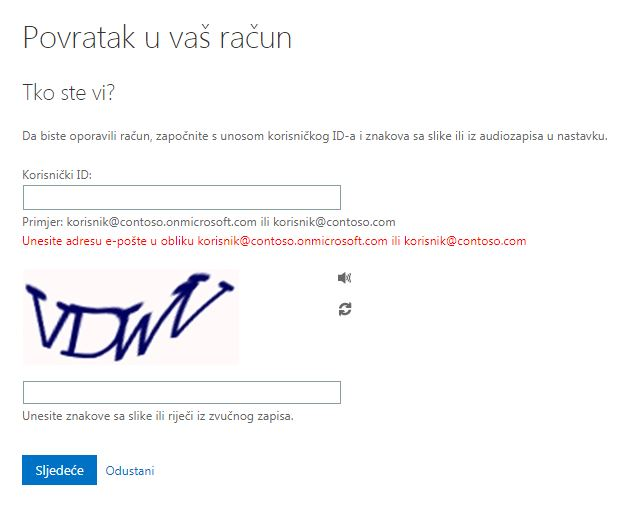 Povratak u vaš račun
Tko ste vi?
Da biste oporavili račun, započnite s unosom korisničkog ID-a i znakova sa slike ili iz audiozapisa u nastavku.
Korisnički ID:
Primjer: korisnik@contoso.onmicrosoft.com ili korisnik@contoso.com
Unesite adresu e-pošte u obliku korisnik@contoso.onmicrosoft.com ili korisnik@contoso.com
Unesite znakove sa slike ili riječi iz zvučnog zapisa.
Sljedeće
Odustani